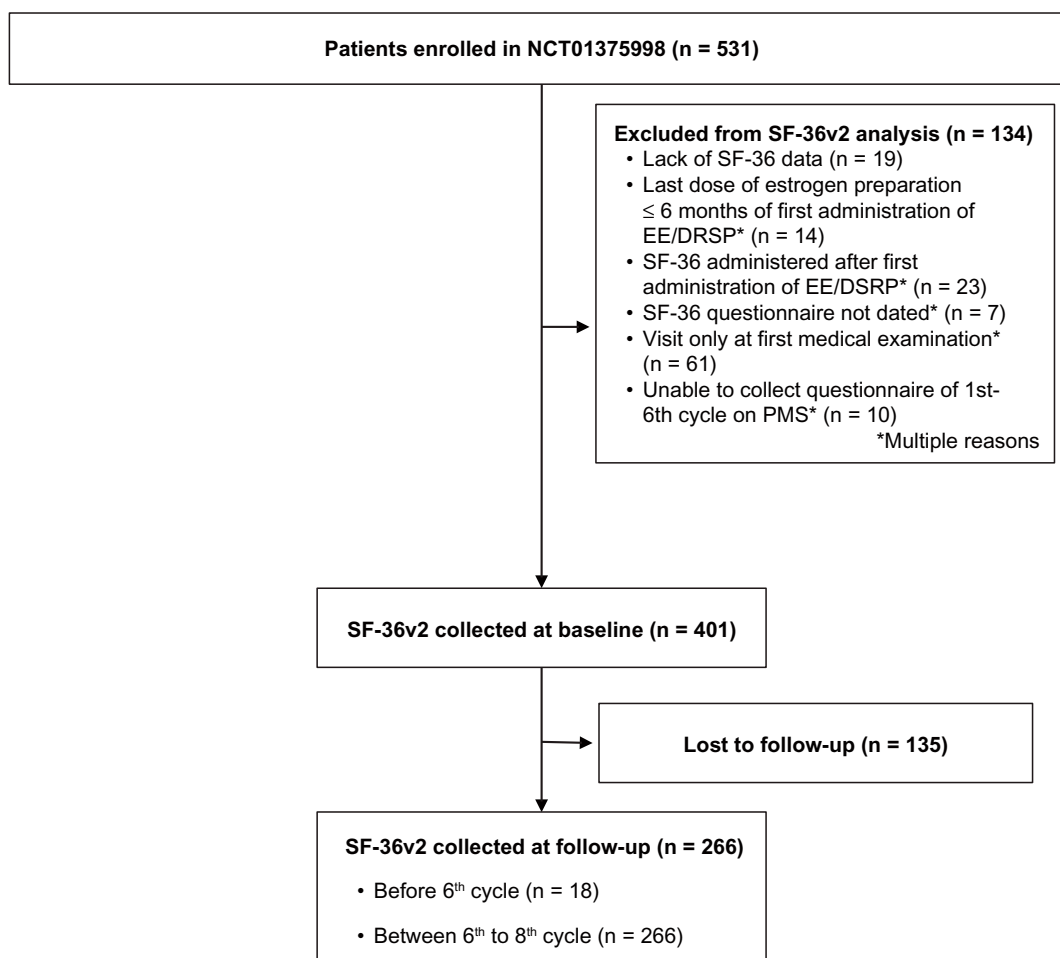 Patients enrolled in NCT01375998 (n = 531)
Excluded from SF-36v2 analysis (n = 134)
• Lack of SF-36 data (n = 19)
• Last dose of estrogen preparation
≤ 6 months of first administration of
EE/DRSP* (n = 14)
• SF-36 administered after first
administration of EE/DSRP* (n = 23)
• SF-36 questionnaire not dated* (n = 7)
• Visit only at first medical examination*
(n = 61)
• Unable to collect questionnaire of 1st-
6th cycle on PMS* (n = 10)
*Multiple reasons
SF-36v2 collected at baseline (n = 401)
Lost to follow-up (n = 135)
SF-36v2 collected at follow-up (n = 266)
• Before 6th cycle (n = 18)
• Between 6th to 8th cycle (n = 266)